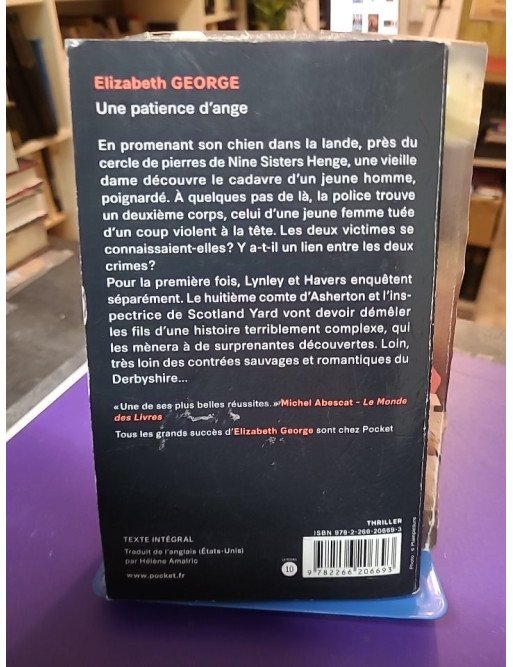 Elizabeth GEORGE
Une patience d'ange
En promenant son chien dans la lande, près du
cercle de pierres de Nine Sisters Henge, une vieille
dame découvre le cadavre d'un jeune homme,
poignardé. À quelques pas de là, la police trouve
un deuxième corps, celui d'une jeune femme tuée
d'un coup violent à la tête. Les deux victimes se
connaissaient-elles? Y a-t-il un lien entre les deux
crimes?
Pour la première fois, Lynley et Havers enquêtent
séparément. Le huitième comte d'Asherton et l'ins-
pectrice de Scotland Yard vont devoir démêler
les fils d'une histoire terriblement complexe, qui
les mènera à de surprenantes découvertes. Loin,
très loin des contrées sauvages et romantiques du
Derbyshire...
«Une de ses plus belles réussites.» Michel Abescat - Le Monde
des Livres
Tous les grands succès d'Elizabeth George sont chez Pocket
THRILLER
ISBN 978-2-266-20669-3
TEXTE INTÉGRAL
Traduit de l'anglais (États-Unis)
par Hélène Amalric
www.pocket.fr
10
9 782266 206693
Photo : © Plainpicture